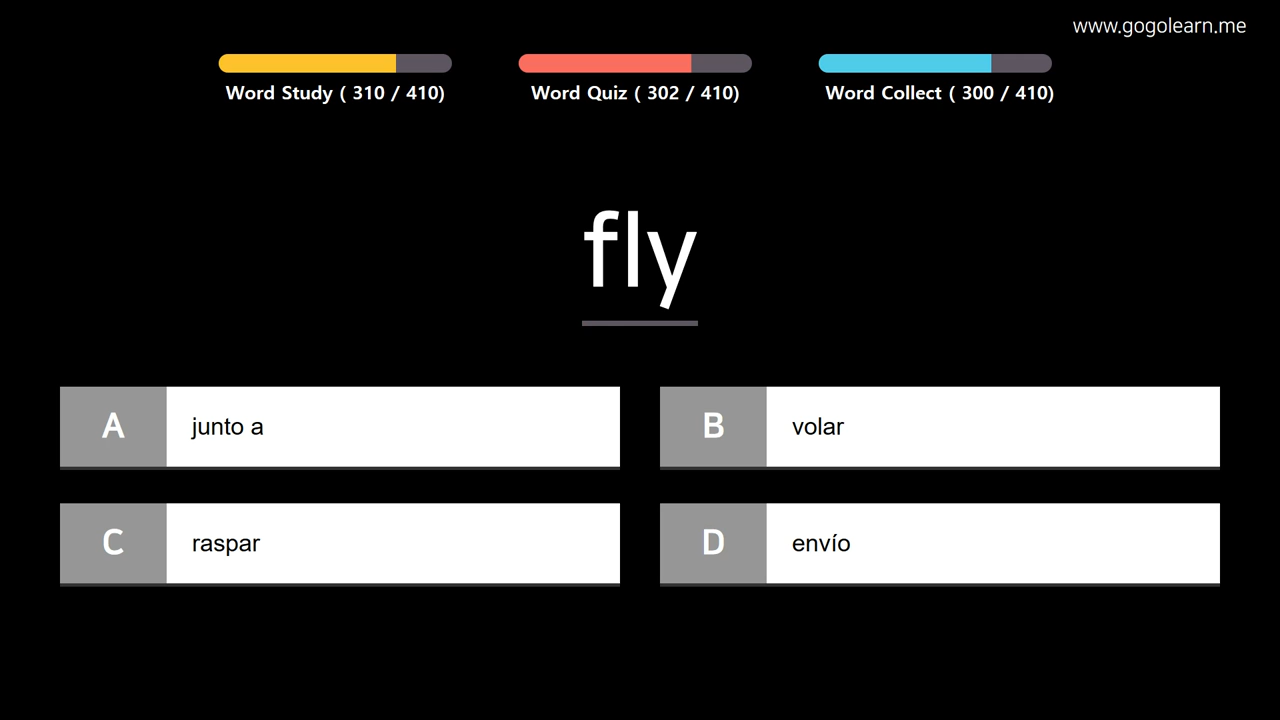 www.gogolearn.me
Word Study ( 310 / 410)
Word Quiz ( 302 / 410)
Word Collect ( 300 / 410)
fly
A junto a
B volar
C raspar
D envío